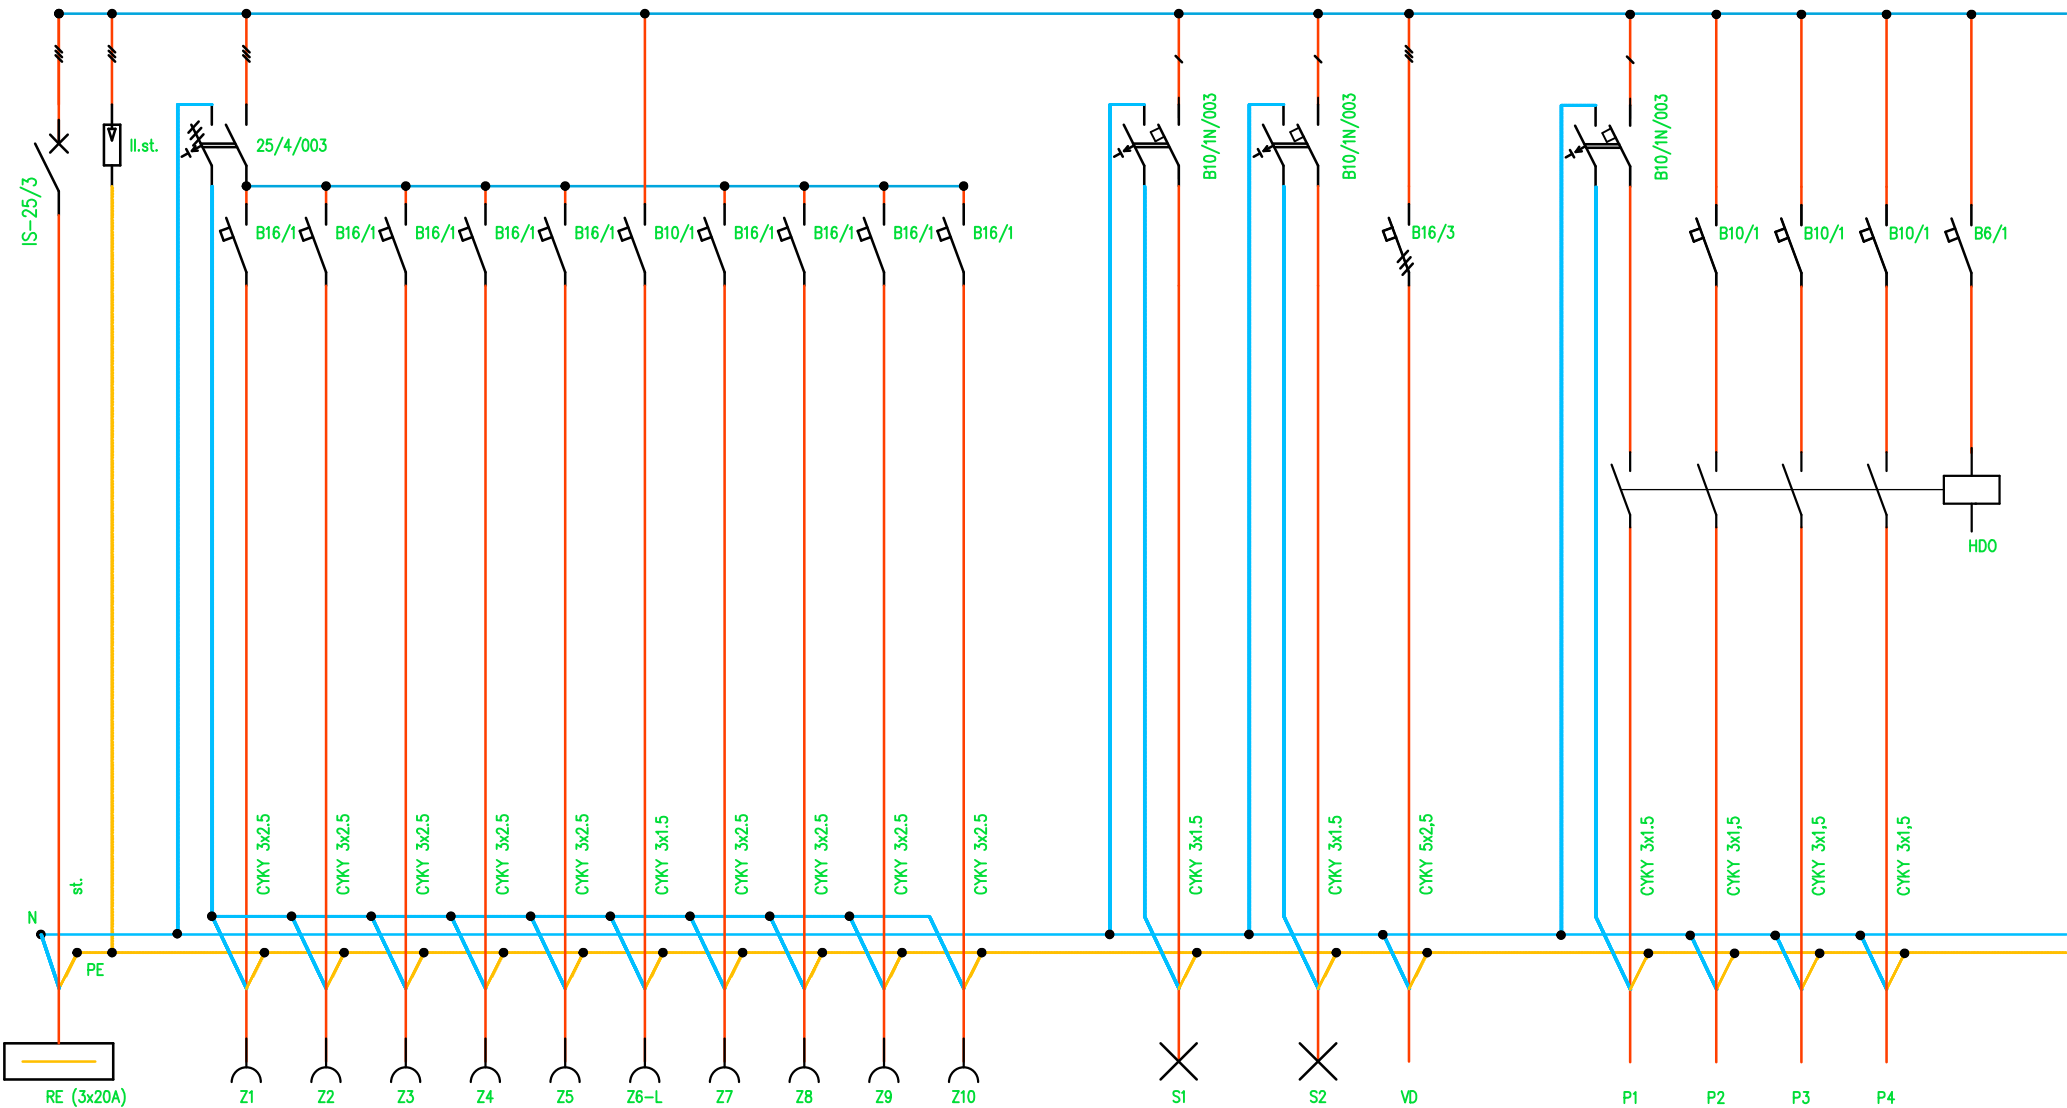 IS-25/3
II.st.
25/4/003
B10/1N/003
B10/1N/003
B10/1N/003
B16/1
B16/1
B16/1
B16/1
B16/1
B10/1
B16/1
B16/1
B16/1
B16/1
B16/3
B10/1
B10/1
B10/1
B6/1
HDO
st.
CYKY 3x2.5
CYKY 3x2.5
CYKY 3x2.5
CYKY 3x2.5
CYKY 3x2.5
CYKY 3x1.5
CYKY 3x2.5
CYKY 3x2.5
CYKY 3x2.5
CYKY 3x2.5
CYKY 3x1.5
CYKY 3x1.5
CYKY 5x2,5
CYKY 3x1.5
CYKY 3x1,5
CYKY 3x1,5
CYKY 3x1,5
N
PE
RE (3x20A)
Z1
Z2
Z3
Z4
Z5
Z6-L
Z7
Z8
Z9
Z10
S1
S2
VD
P1
P2
P3
P4